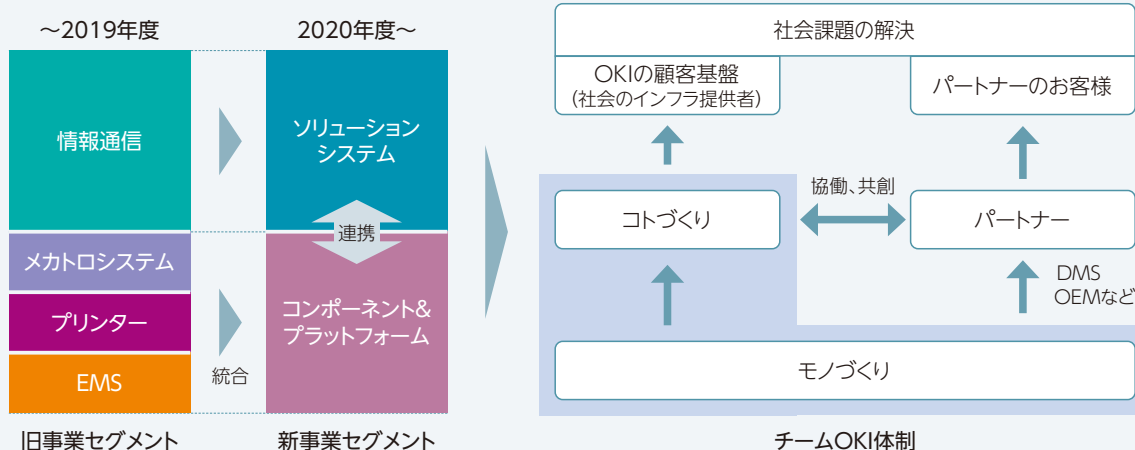 ～2019年度
2020年度～
情報通信
メカトロシステム
プリンター
EMS
統合
ソリューション
システム
連携
コンポーネント&
プラットフォーム
旧事業セグメント
新事業セグメント
社会課題の解決
OKIの顧客基盤
(社会のインフラ提供者)
パートナーのお客様
コトづくり
協働、共創
パートナー
DMS
OEMなど
モノづくり
チームOKI体制